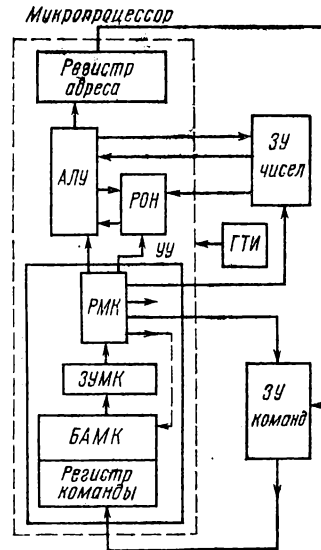 Микропроцессор
Регистр
адреса
АЛУ
ЗУ
чисел
РОН
УУ
ГТИ
РМК
ЗУМК
ЗУ
команд
БАМК
Регистр
команды